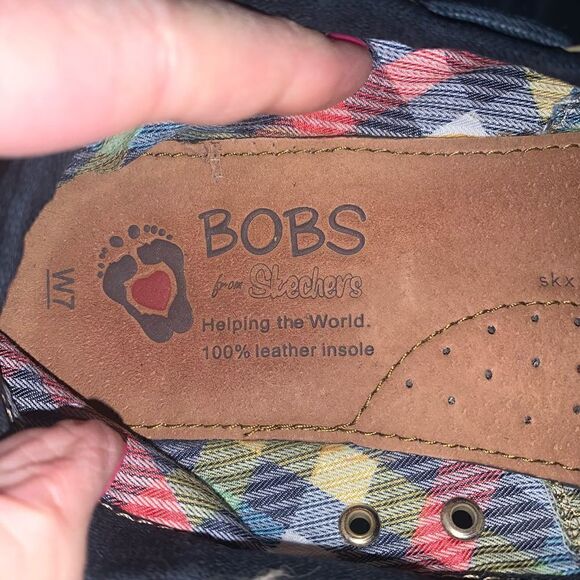 BOBS
from Skechers
Helping the World.
100% leather insole
W7
skx